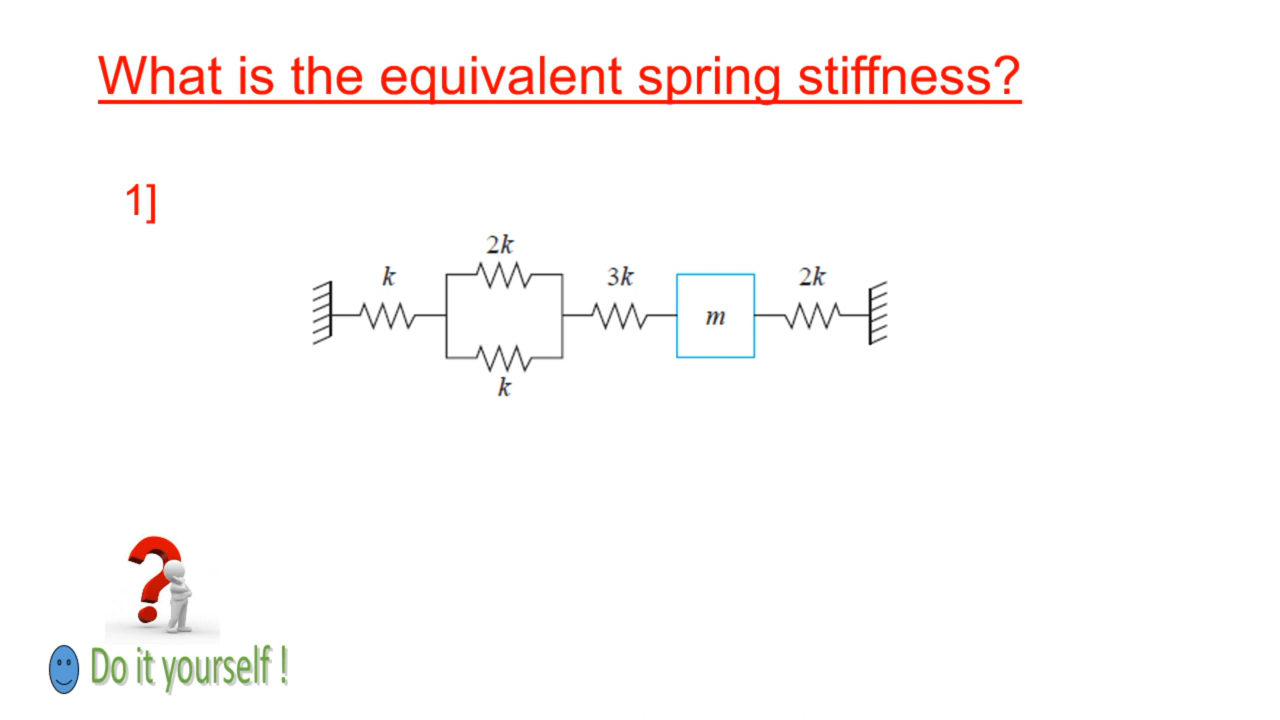 What is the equivalent spring stiffness?
1]
2k
k
3k
2k
m
k
Do it yourself !